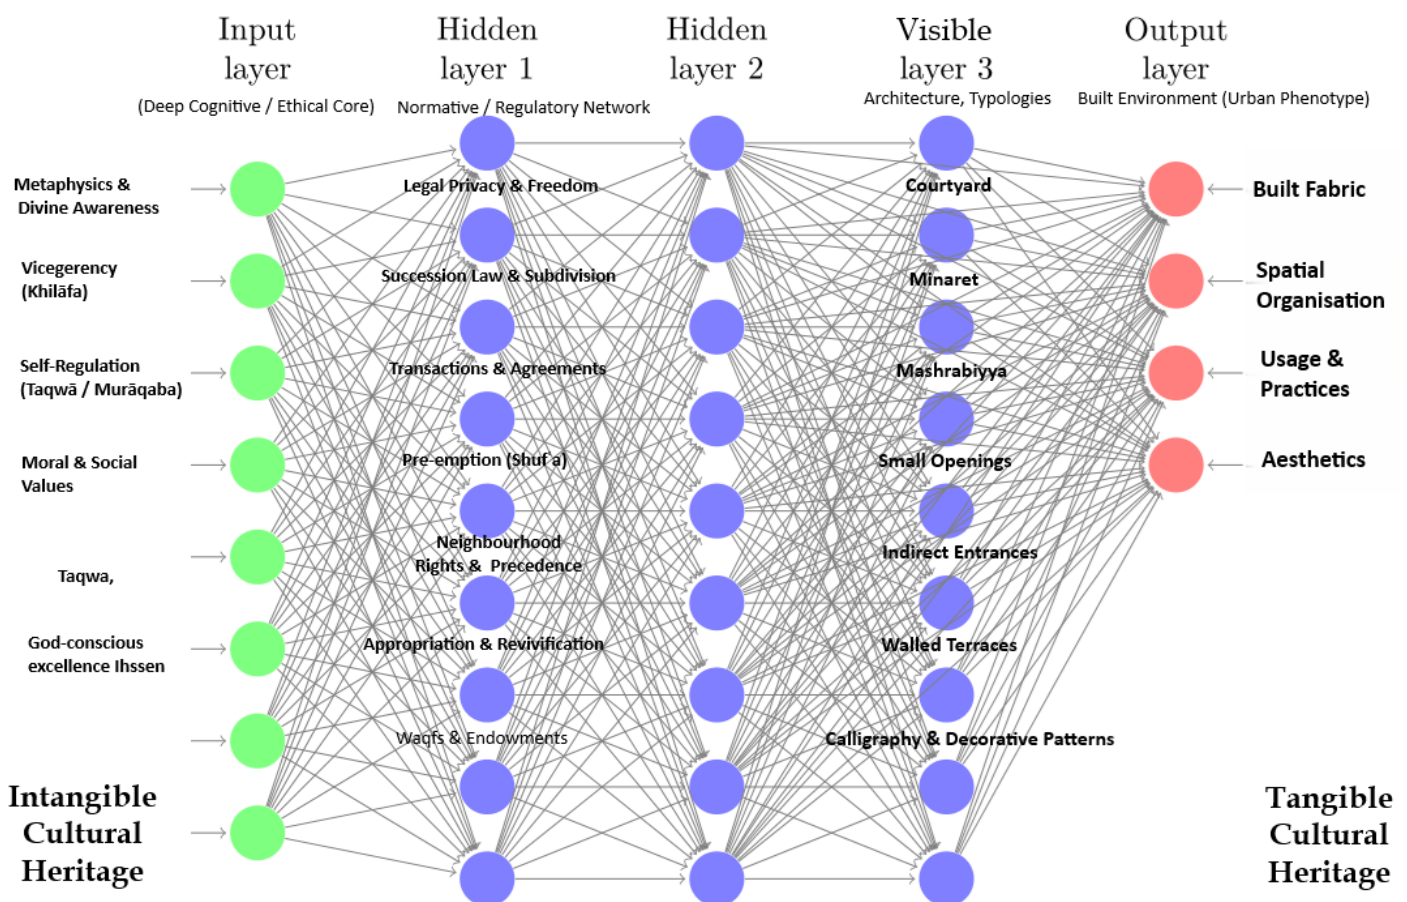 Input
layer
(Deep Cognitive / Ethical Core)
Hidden
layer 1
Normative / Regulatory Network
Hidden
layer 2
Visible
layer 3
Architecture, Typologies
Output
layer
Built Environment (Urban Phenotype)
Metaphysics &
Divine Awareness
Vicegerency
(Khilāfa)
Self-Regulation
(Taqwā / Murāqaba)
Moral & Social
Values
Taqwa,
God-conscious
excellence Ihssen
Intangible
Cultural
Heritage
Legal Privacy & Freedom
Succession Law & Subdivision
Transactions & Agreements
Pre-emption (Shuf'a)
Neighbourhood
Rights & Precedence
Appropriation & Revivification
Waqfs & Endowments
Courtyard
Minaret
Mashrabiyya
Small Openings
Indirect Entrances
Walled Terraces
Calligraphy & Decorative Patterns
Built Fabric
Spatial
Organisation
Usage &
Practices
Aesthetics
Tangible
Cultural
Heritage